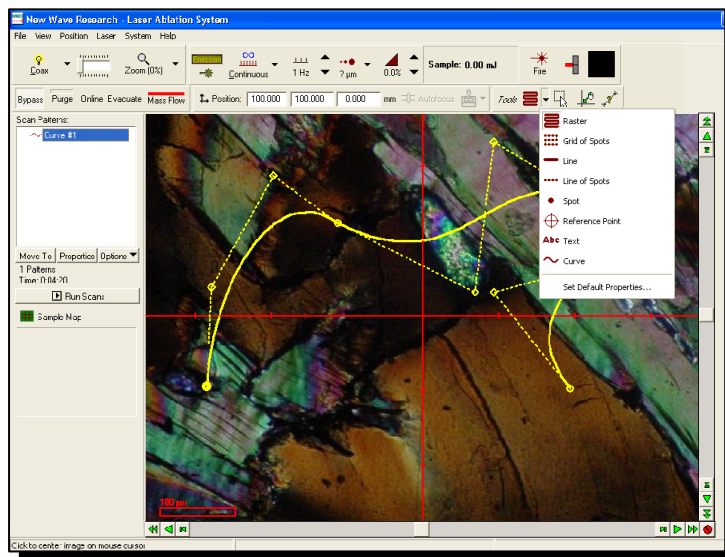 New Wave Research - Laser Ablation System
File View Position Laser System Help
Coax
Zoom (0%)
Emission
Continuous
1 Hz
? µm
0.0%
Sample: 0.00 mJ
Fire
Bypass Purge Online Evacuate Mass Flow
Position: 100.000 100.000 0.000 mm Autofocus
Tools
Scan Patterns:
Curve #1
Raster
Grid of Spots
Line
Line of Spots
Spot
Reference Point
Abc Text
Curve
Set Default Properties...
Move To Properties Options
1 Patterns
Time: 0:04:20
Run Scans
Sample Map
100 µm
Click to center image on mouse cursor